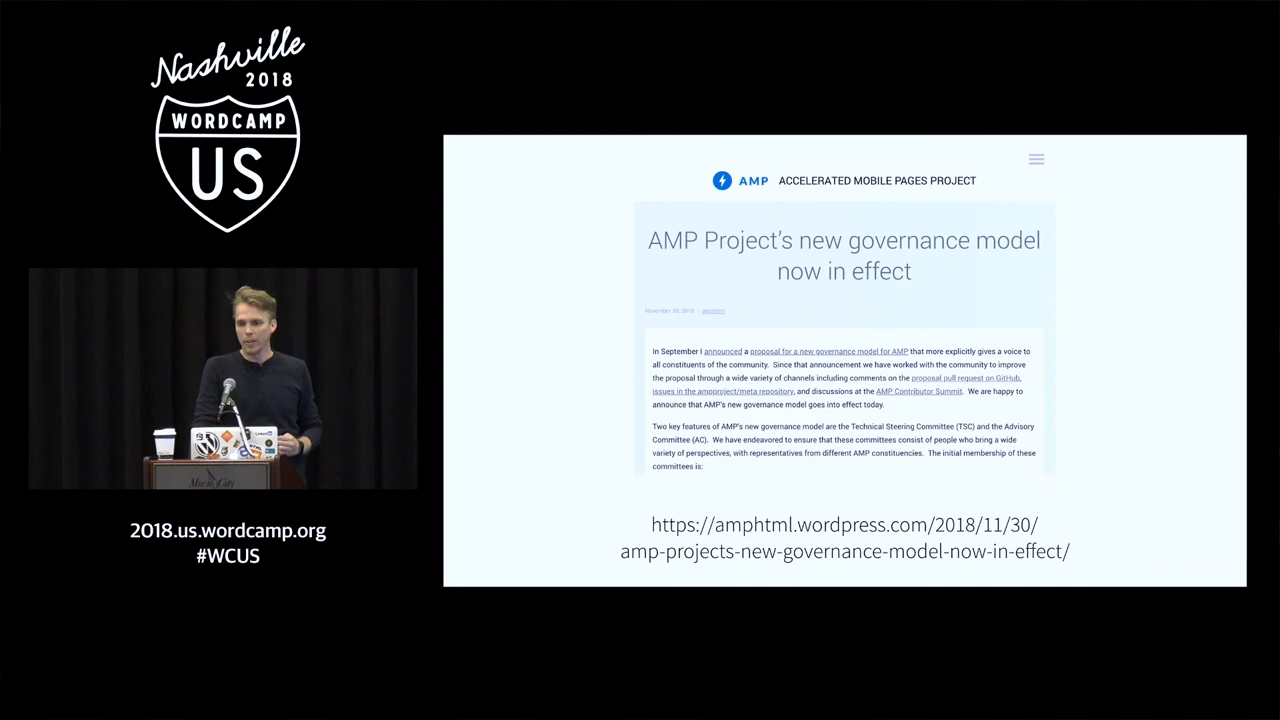 Nashville
2018
WORDCAMP
US
2018.us.wordcamp.org
#WCUS
AMP ACCELERATED MOBILE PAGES PROJECT
AMP Project's new governance model
now in effect
November 30, 2018
amphtml
In September I announced a proposal for a new governance model for AMP that more explicitly gives a voice to
all constituents of the community. Since that announcement we have worked with the community to improve
the proposal through a wide variety of channels including comments on the proposal pull request on GitHub,
issues in the ampproject/meta repository, and discussions at the AMP Contributor Summit. We are happy to
announce that AMP's new governance model goes into effect today.
Two key features of AMP's new governance model are the Technical Steering Committee (TSC) and the Advisory
Committee (AC). We have endeavored to ensure that these committees consist of people who bring a wide
variety of perspectives, with representatives from different AMP constituencies. The initial membership of these
committees is:
https://amphtml.wordpress.com/2018/11/30/
amp-projects-new-governance-model-now-in-effect/
LinkedIn
Music City